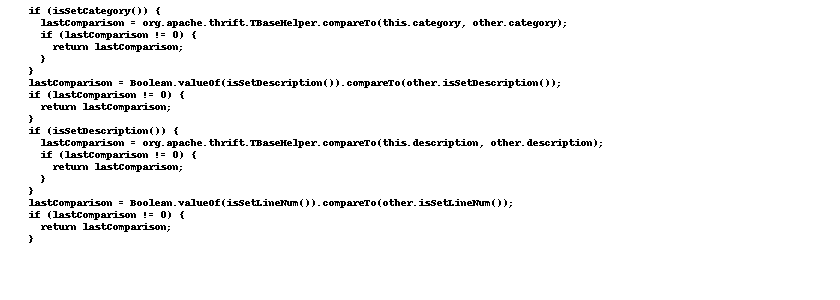 if (isSetCategory()) {
lastComparison = org.apache.thrift.TBaseHelper.compareTo(this.category, other.category);
if (lastComparison != 0) {
return lastComparison;
}
}
lastComparison = Boolean.valueOf(isSetDescription()).compareTo(other.isSetDescription());
if (lastComparison != 0) {
return lastComparison;
}
if (isSetDescription()) {
lastComparison = org.apache.thrift.TBaseHelper.compareTo(this.description, other.description);
if (lastComparison != 0) {
return lastComparison;
}
}
lastComparison = Boolean.valueOf(isSetLineNum()).compareTo(other.isSetLineNum());
if (lastComparison != 0) {
return lastComparison;
}